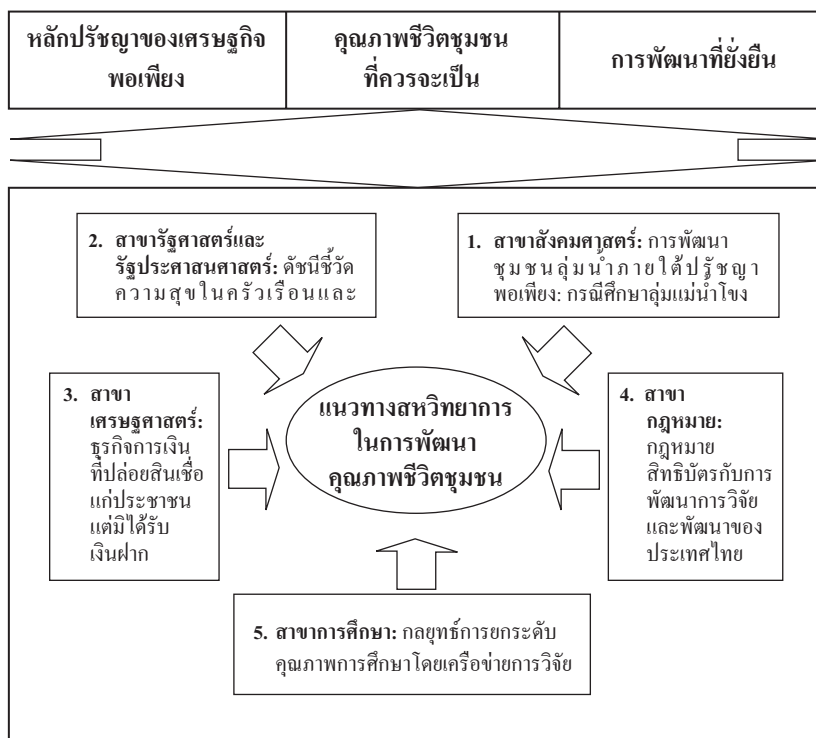 หลักปรัชญาของเศรษฐกิจ
พอเพียง
คุณภาพชีวิตชุมชน
ที่ควรจะเป็น
การพัฒนาที่ยั่งยืน
2. สาขารัฐศาสตร์และ
รัฐประศาสนศาสตร์: ดัชนีชี้วัด
ความสุขในครัวเรือนและ
1. สาขาสังคมศาสตร์: การพัฒนา
ชุมชนลุ่มน้ำภายใต้ปรัชญา
พอเพียง: กรณีศึกษาลุ่มแม่น้ำโขง
3. สาขา
เศรษฐศาสตร์:
ธุรกิจการเงิน
ที่ปล่อยสินเชื่อ
แก่ประชาชน
แต่มิได้รับ
เงินฝาก
แนวทางสหวิทยาการ
ในการพัฒนา
คุณภาพชีวิตชุมชน
4. สาขา
กฎหมาย:
กฎหมาย
สิทธิบัตรกับการ
พัฒนาการวิจัย
และพัฒนาของ
ประเทศไทย
5. สาขาการศึกษา: กลยุทธ์การยกระดับ
คุณภาพการศึกษาโดยเครือข่ายการวิจัย